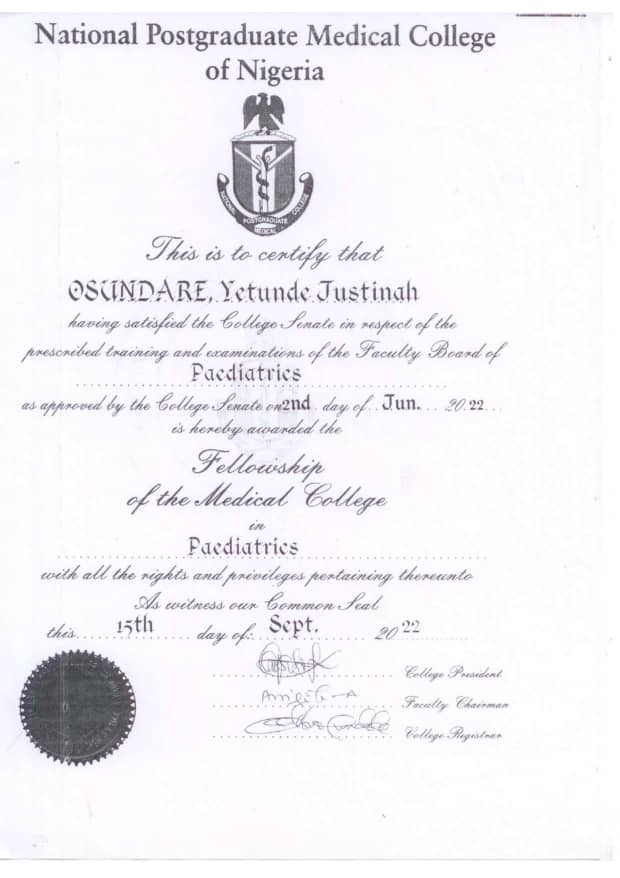 National Postgraduate Medical College
of Nigeria
NATIONAL POSTGRADUATE MEDICAL COLLEGE
This is to certify that
OSUNDARE, Yetunde Justinah
having satisfied the College Senate in respect of the
prescribed training and examinations of the Faculty Board of
Paediatrics
as approved by the College Senate on 2nd day of Jun. 2022
is hereby awarded the
Fellowship
of the Medical College
in
Paediatrics
with all the rights and privileges pertaining thereunto
As witness our Common Seal
this 15th day of Sept. 2022
College President
Faculty Chairman
College Registrar